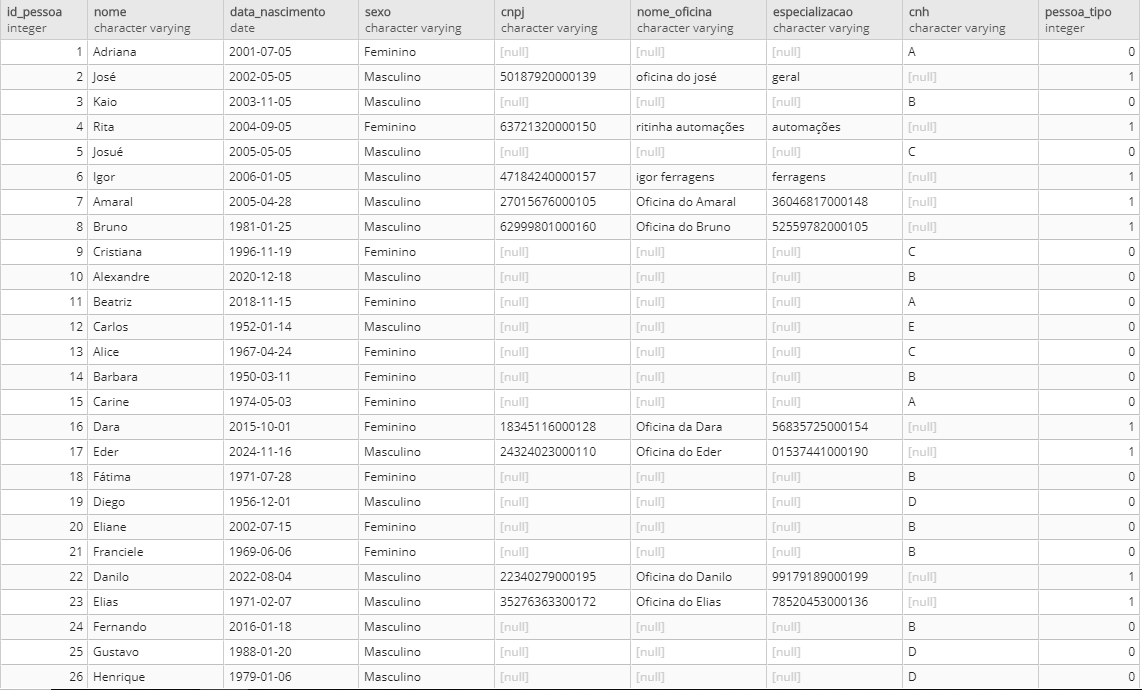 id_pessoa nome data_nascimento sexo cnpj nome_oficina especializacao cnh pessoa_tipo
integer character varying date character varying character varying character varying character varying character varying integer
1 Adriana 2001-07-05 Feminino [null] [null] [null] A 0
2 José 2002-05-05 Masculino 50187920000139 oficina do josé geral [null] 1
3 Kaio 2003-11-05 Masculino [null] [null] [null] B 0
4 Rita 2004-09-05 Feminino 63721320000150 ritinha automações automações [null] 1
5 Josué 2005-05-05 Masculino [null] [null] [null] C 0
6 Igor 2006-01-05 Masculino 47184240000157 igor ferragens ferragens [null] 1
7 Amaral 2005-04-28 Masculino 27015676000105 Oficina do Amaral 36046817000148 [null] 1
8 Bruno 1981-01-25 Masculino 62999801000160 Oficina do Bruno 52559782000105 [null] 1
9 Cristiana 1996-11-19 Feminino [null] [null] [null] C 0
10 Alexandre 2020-12-18 Masculino [null] [null] [null] B 0
11 Beatriz 2018-11-15 Feminino [null] [null] [null] A 0
12 Carlos 1952-01-14 Masculino [null] [null] [null] E 0
13 Alice 1967-04-24 Feminino [null] [null] [null] C 0
14 Barbara 1950-03-11 Feminino [null] [null] [null] B 0
15 Carine 1974-05-03 Feminino [null] [null] [null] A 0
16 Dara 2015-10-01 Feminino 18345116000128 Oficina da Dara 56835725000154 [null] 1
17 Eder 2024-11-16 Masculino 24324023000110 Oficina do Eder 01537441000190 [null] 1
18 Fátima 1971-07-28 Feminino [null] [null] [null] B 0
19 Diego 1956-12-01 Masculino [null] [null] [null] D 0
20 Eliane 2002-07-15 Feminino [null] [null] [null] B 0
21 Franciele 1969-06-06 Feminino [null] [null] [null] B 0
22 Danilo 2022-08-04 Masculino 22340279000195 Oficina do Danilo 99179189000199 [null] 1
23 Elias 1971-02-07 Masculino 35276363300172 Oficina do Elias 78520453000136 [null] 1
24 Fernando 2016-01-18 Masculino [null] [null] [null] B 0
25 Gustavo 1988-01-20 Masculino [null] [null] [null] D 0
26 Henrique 1979-01-06 Masculino [null] [null] [null] D 0